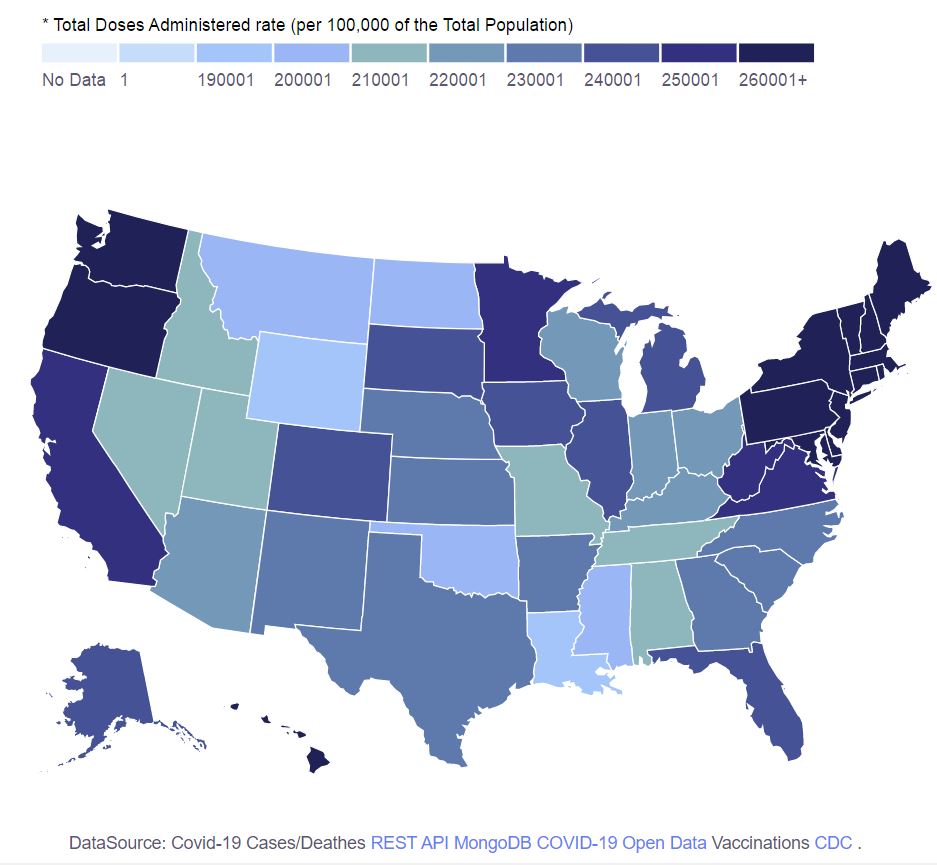 * Total Doses Administered rate (per 100,000 of the Total Population)
No Data 1 190001 200001 210001 220001 230001 240001 250001 260001+
DataSource: Covid-19 Cases/Deathes REST API MongoDB COVID-19 Open Data Vaccinations CDC .